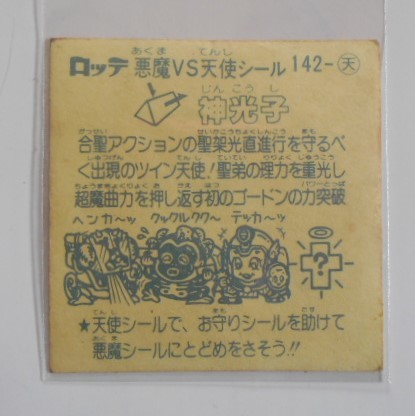 ロッテ 悪魔VS天使シール 142-天
神光子
合聖アクションの聖架光直進行を守るべ
く出現のツイン天使!聖弟の理力を重光し
超魔曲力を押し返す初のゴードンの力突破
ヘンカ〜ッ クックルクク〜 テッカ〜ッ
?
★天使シールで、お守りシールを助けて
悪魔シールにとどめをさそう!!